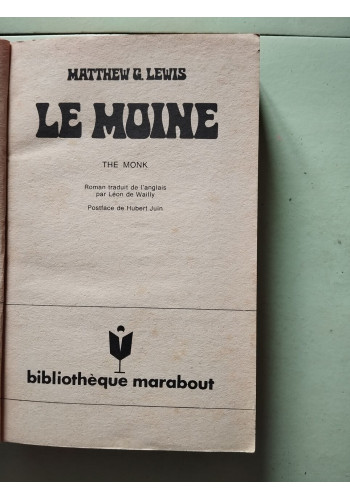 MATTHEW G. LEWIS
LE MOINE
THE MONK
Roman traduit de l'anglais
par Léon de Wailly
Postface de Hubert Juin
bibliothèque marabout